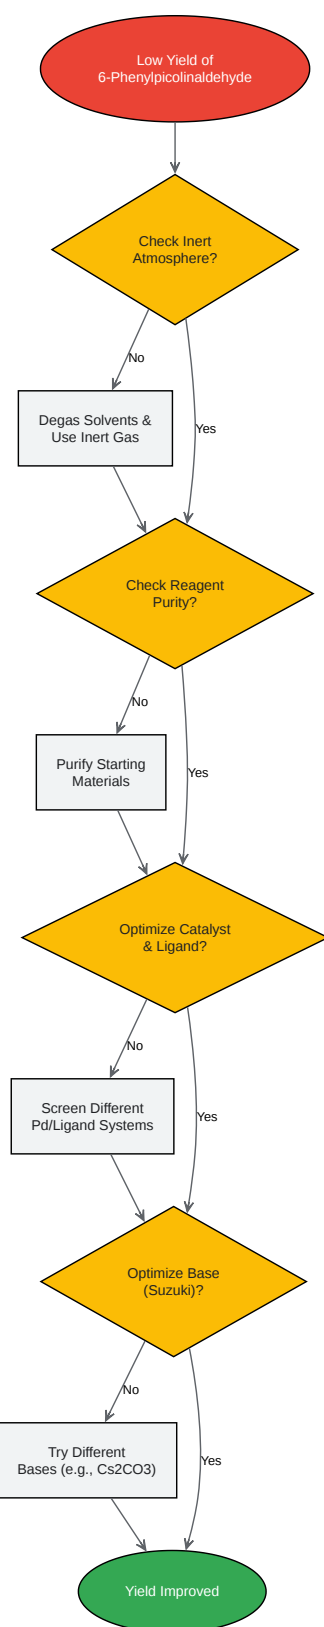 Low Yield of
6-Phenylpicolinaldehyde
Check Inert
Atmosphere?
No
Degas Solvents &
Use Inert Gas
Yes
Check Reagent
Purity?
No
Purify Starting
Materials
Yes
Optimize Catalyst
& Ligand?
No
Screen Different
Pd/Ligand Systems
Yes
Optimize Base
(Suzuki)?
No
Try Different
Bases (e.g., Cs2CO3)
Yes
Yield Improved